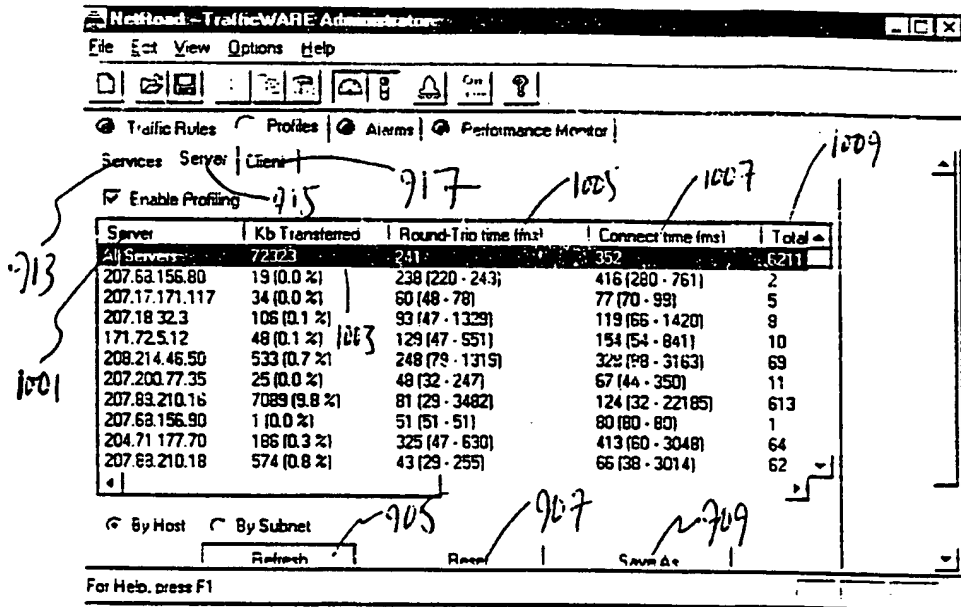 NetRoad - TrafficWARE Administrator
File Edit View Options Help
Traffic Rules Profiles Alarms Performance Monitor
1009
Services Server Client
913 915 917 1005 1007
Enable Profiling
Server Kb Transferred Round-Trip time (ms) Connect time (ms) Total
All Servers 72323 241 352 6211
207.68.156.80 19 (0.0 %) 238 (220 - 243) 416 (280 - 761) 2
207.17.171.117 34 (0.0 %) 60 (48 - 78) 77 (70 - 99) 5
207.18.32.3 106 (0.1 %) 93 (47 - 1329) 119 (66 - 1420) 9
171.72.5.12 48 (0.1 %) 129 (47 - 551) 154 (54 - 841) 10
1003
208.214.46.50 533 (0.7 %) 248 (79 - 1319) 328 (98 - 3163) 69
1001
207.200.77.35 25 (0.0 %) 48 (32 - 247) 67 (44 - 350) 11
207.83.210.16 7089 (9.8 %) 81 (29 - 3482) 124 (32 - 22185) 613
207.68.156.90 1 (0.0 %) 51 (51 - 51) 80 (80 - 80) 1
204.71.177.70 186 (0.3 %) 325 (47 - 630) 413 (60 - 3048) 64
207.83.210.18 574 (0.8 %) 43 (29 - 255) 66 (38 - 3014) 62
By Host By Subnet
905 907 909
Refresh Reset Save As
For Help, press F1